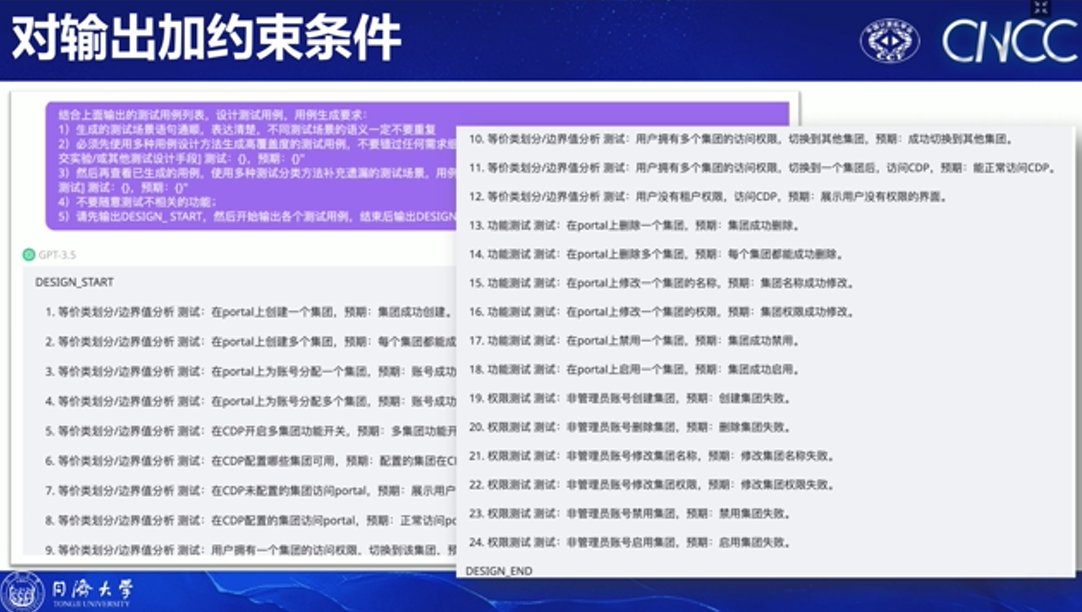 对输出加约束条件
中国计算机学会
CCF
CNCC
结合上面输出的测试用例列表，设计测试用例，用例生成要求：
1）生成的测试场景语句通顺，表达清楚，不同测试场景的语义一定不要重复
2）必须先使用多种用例设计方法生成高覆盖度的测试用例，不要错过任何需求
交实验/或其他测试设计手段] 测试：{}，预期：{}"
3）然后再查看已生成的用例，使用多种测试分类方法补充遗漏的测试场景，用例
测试] 测试：{}，预期：{}"
4）不要随意测试不相关的功能；
5）请先输出DESIGN_START，然后开始输出各个测试用例，结束后输出DESIGN
GPT-3.5
DESIGN_START
1. 等价类划分/边界值分析 测试：在portal上创建一个集团，预期：集团成功创建。
2. 等价类划分/边界值分析 测试：在portal上创建多个集团，预期：每个集团都能成
3. 等价类划分/边界值分析 测试：在portal上为账号分配一个集团，预期：账号成功
4. 等价类划分/边界值分析 测试：在portal上为账号分配多个集团，预期：账号成功
5. 等价类划分/边界值分析 测试：在CDP开启多集团功能开关，预期：多集团功能开
6. 等价类划分/边界值分析 测试：在CDP配置哪些集团可用，预期：配置的集团在C
7. 等价类划分/边界值分析 测试：在CDP未配置的集团访问portal，预期：展示用户
8. 等价类划分/边界值分析 测试：在CDP配置的集团访问portal，预期：正常访问po
9. 等价类划分/边界值分析 测试：用户拥有一个集团的访问权限，切换到该集团，预
10. 等价类划分/边界值分析 测试：用户拥有多个集团的访问权限，切换到其他集团，预期：成功切换到其他集团。
11. 等价类划分/边界值分析 测试：用户拥有多个集团的访问权限，切换到一个集团后，访问CDP，预期：能正常访问CDP。
12. 等价类划分/边界值分析 测试：用户没有租户权限，访问CDP，预期：展示用户没有权限的界面。
13. 功能测试 测试：在portal上删除一个集团，预期：集团成功删除。
14. 功能测试 测试：在portal上删除多个集团，预期：每个集团都能成功删除。
15. 功能测试 测试：在portal上修改一个集团的名称，预期：集团名称成功修改。
16. 功能测试 测试：在portal上修改一个集团的权限，预期：集团权限成功修改。
17. 功能测试 测试：在portal上禁用一个集团，预期：集团成功禁用。
18. 功能测试 测试：在portal上启用一个集团，预期：集团成功启用。
19. 权限测试 测试：非管理员账号创建集团，预期：创建集团失败。
20. 权限测试 测试：非管理员账号删除集团，预期：删除集团失败。
21. 权限测试 测试：非管理员账号修改集团名称，预期：修改集团名称失败。
22. 权限测试 测试：非管理员账号修改集团权限，预期：修改集团权限失败。
23. 权限测试 测试：非管理员账号禁用集团，预期：禁用集团失败。
24. 权限测试 测试：非管理员账号启用集团，预期：启用集团失败。
DESIGN_END
同濟大学
TONGJI UNIVERSITY